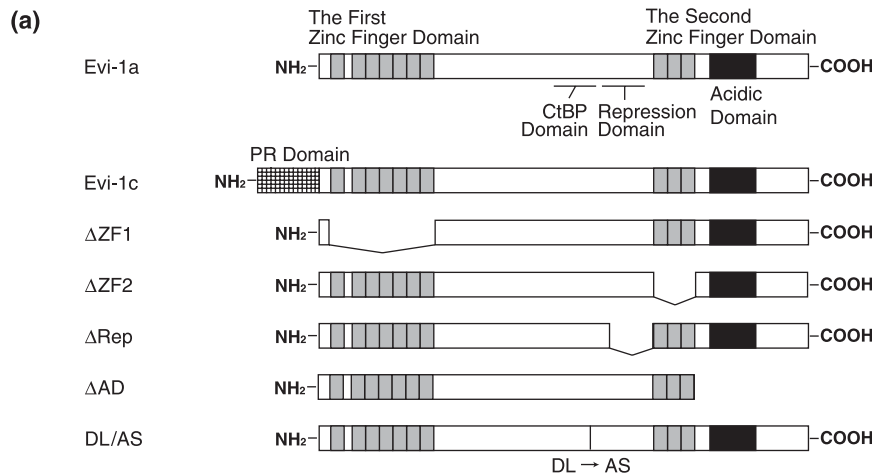 (a)
The First
Zinc Finger Domain
The Second
Zinc Finger Domain
Evi-1a NH₂ COOH
CtBP
Domain
Repression
Domain
Acidic
Domain
PR Domain
Evi-1c NH₂ COOH
ΔZF1 NH₂ COOH
ΔZF2 NH₂ COOH
ΔRep NH₂ COOH
ΔAD NH₂
DL/AS NH₂ COOH
DL → AS